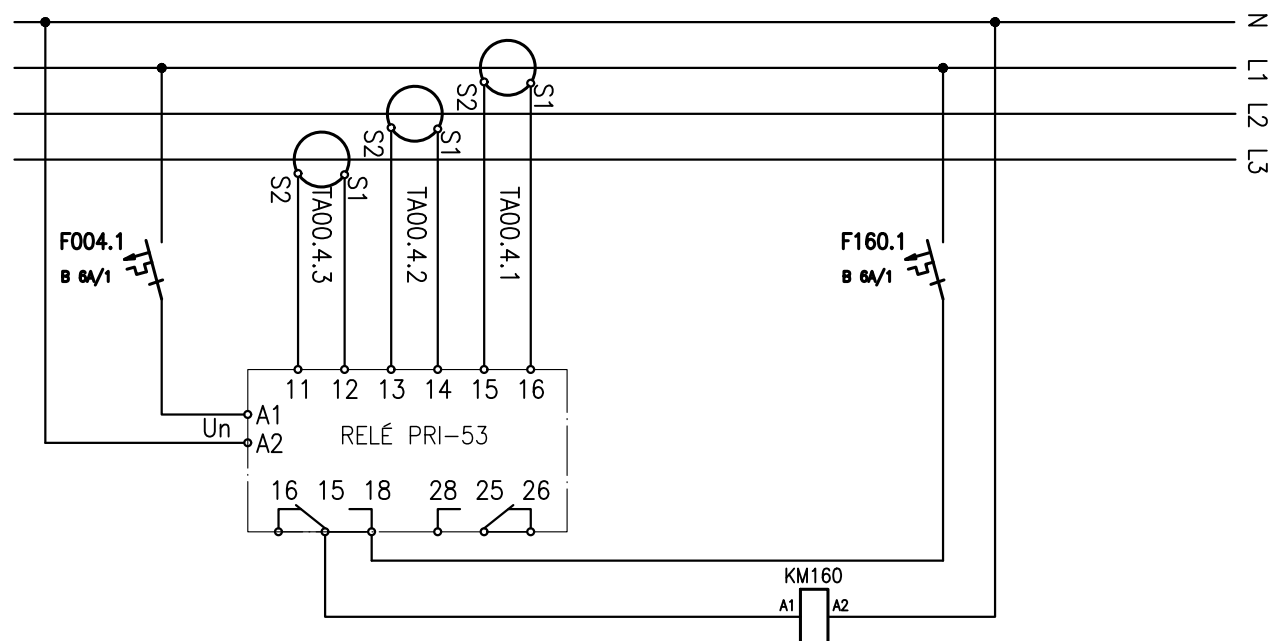 N
L1
L2
L3
S2
S1
S2
S1
S2
S1
TA00.4.3
TA00.4.2
TA00.4.1
F004.1
B 6A/1
F160.1
B 6A/1
11 12 13 14 15 16
Un
A1
A2
RELÉ PRI-53
16 15 18 28 25 26
KM160
A1 A2